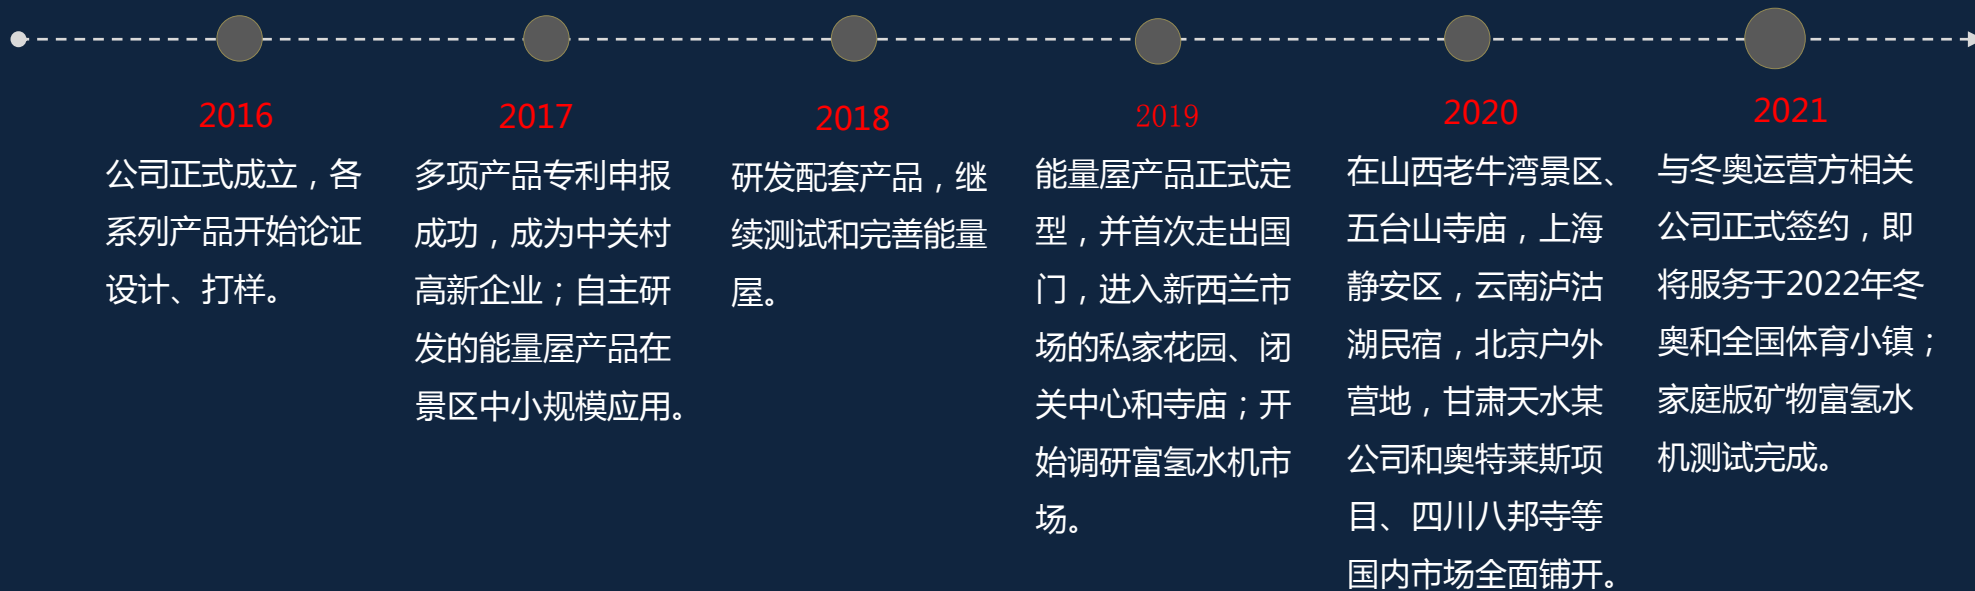 2016
公司正式成立，各
系列产品开始论证
设计、打样。
2017
多项产品专利申报
成功，成为中关村
高新企业；自主研
发的能量屋产品在
景区中小规模应用。
2018
研发配套产品，继
续测试和完善能量
屋。
2019
能量屋产品正式定
型，并首次走出国
门，进入新西兰市
场的私家花园、闭
关中心和寺庙；开
始调研富氢水机市
场。
2020
在山西老牛湾景区、
五台山寺庙，上海
静安区，云南泸沽
湖民宿，北京户外
营地，甘肃天水某
公司和奥特莱斯项
目、四川八邦寺等
国内市场全面铺开。
2021
与冬奥运营方相关
公司正式签约，即
将服务于2022年冬
奥和全国体育小镇；
家庭版矿物富氢水
机测试完成。